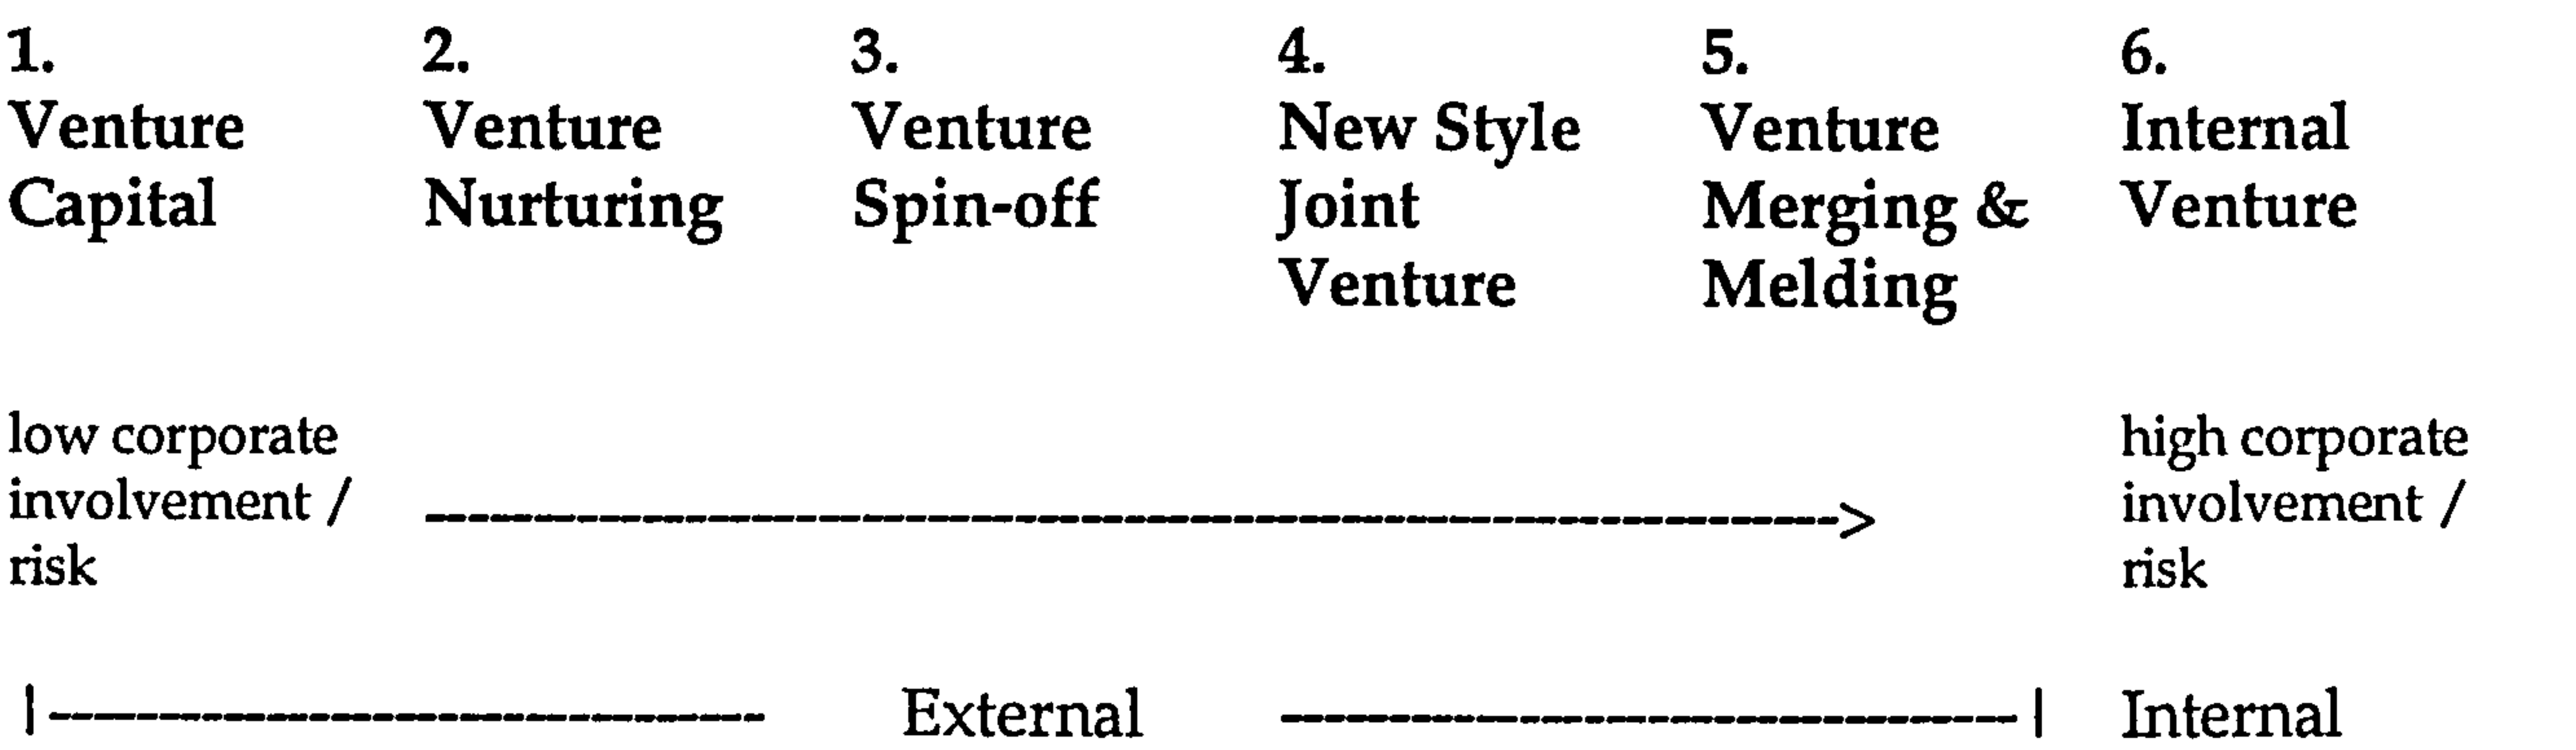 1.
Venture
Capital
2.
Venture
Nurturing
3.
Venture
Spin-off
4.
New Style
Joint
Venture
5.
Venture
Merging &
Melding
6.
Internal
Venture
low corporate
involvement /
risk
high corporate
involvement /
risk
External
Internal